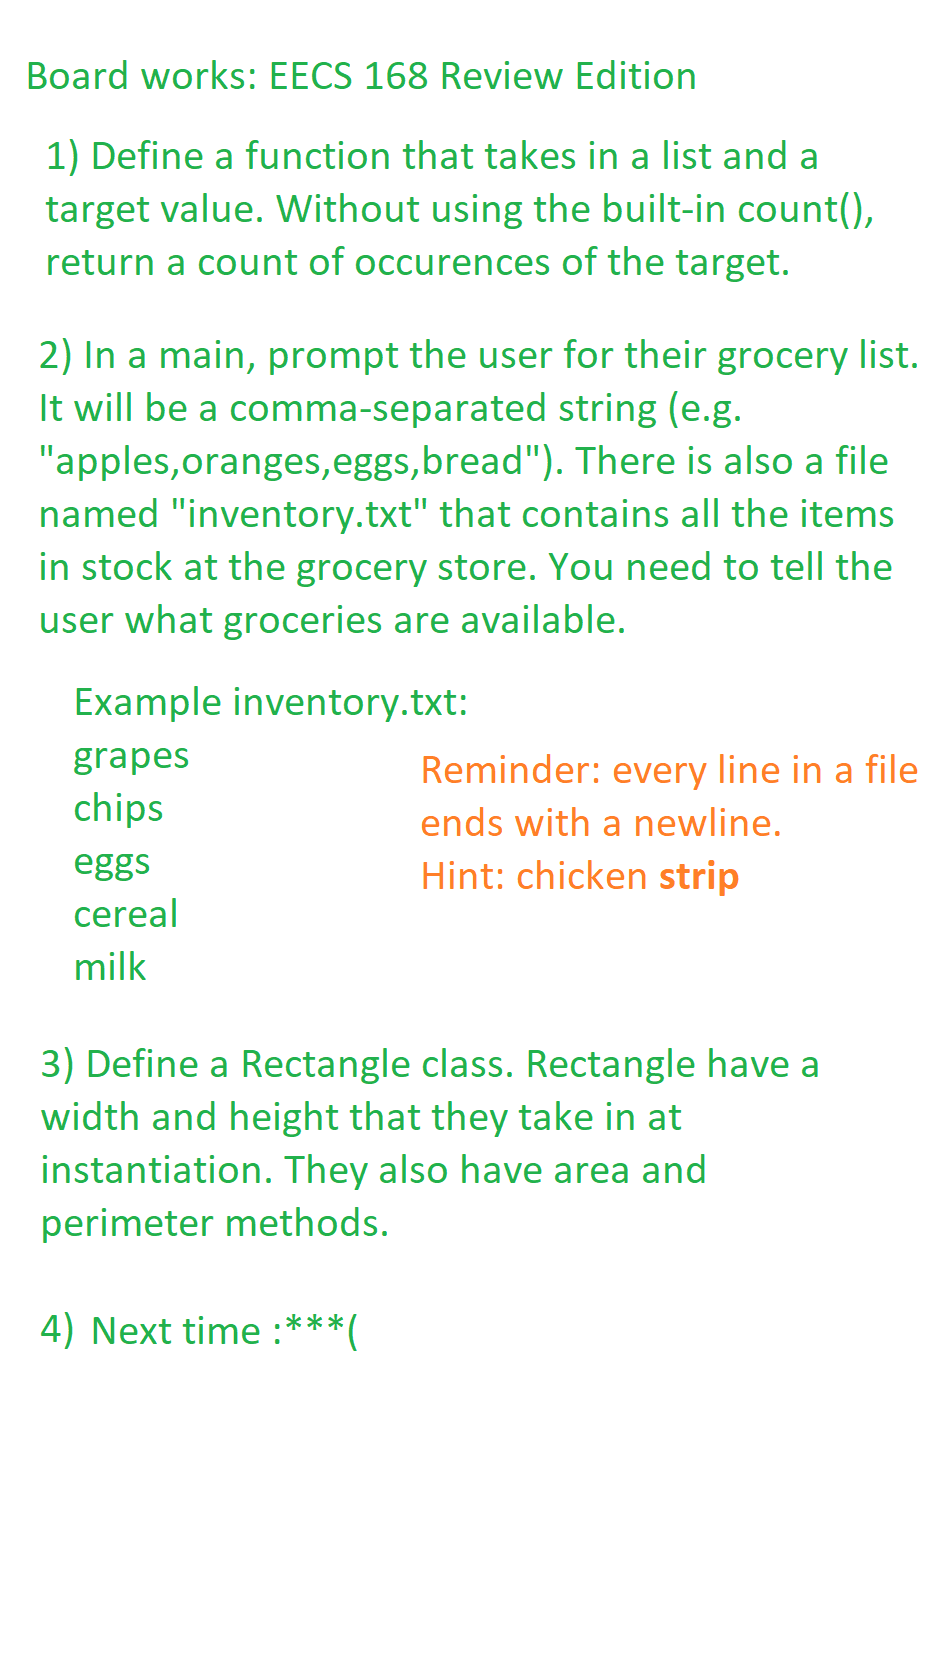 Board works: EECS 168 Review Edition
1) Define a function that takes in a list and a
target value. Without using the built-in count(),
return a count of occurences of the target.
2) In a main, prompt the user for their grocery list.
It will be a comma-separated string (e.g.
"apples,oranges,eggs,bread"). There is also a file
named "inventory.txt" that contains all the items
in stock at the grocery store. You need to tell the
user what groceries are available.
Example inventory.txt:
grapes
chips
eggs
cereal
milk
Reminder: every line in a file
ends with a newline.
Hint: chicken strip
3) Define a Rectangle class. Rectangle have a
width and height that they take in at
instantiation. They also have area and
perimeter methods.
4) Next time :***(